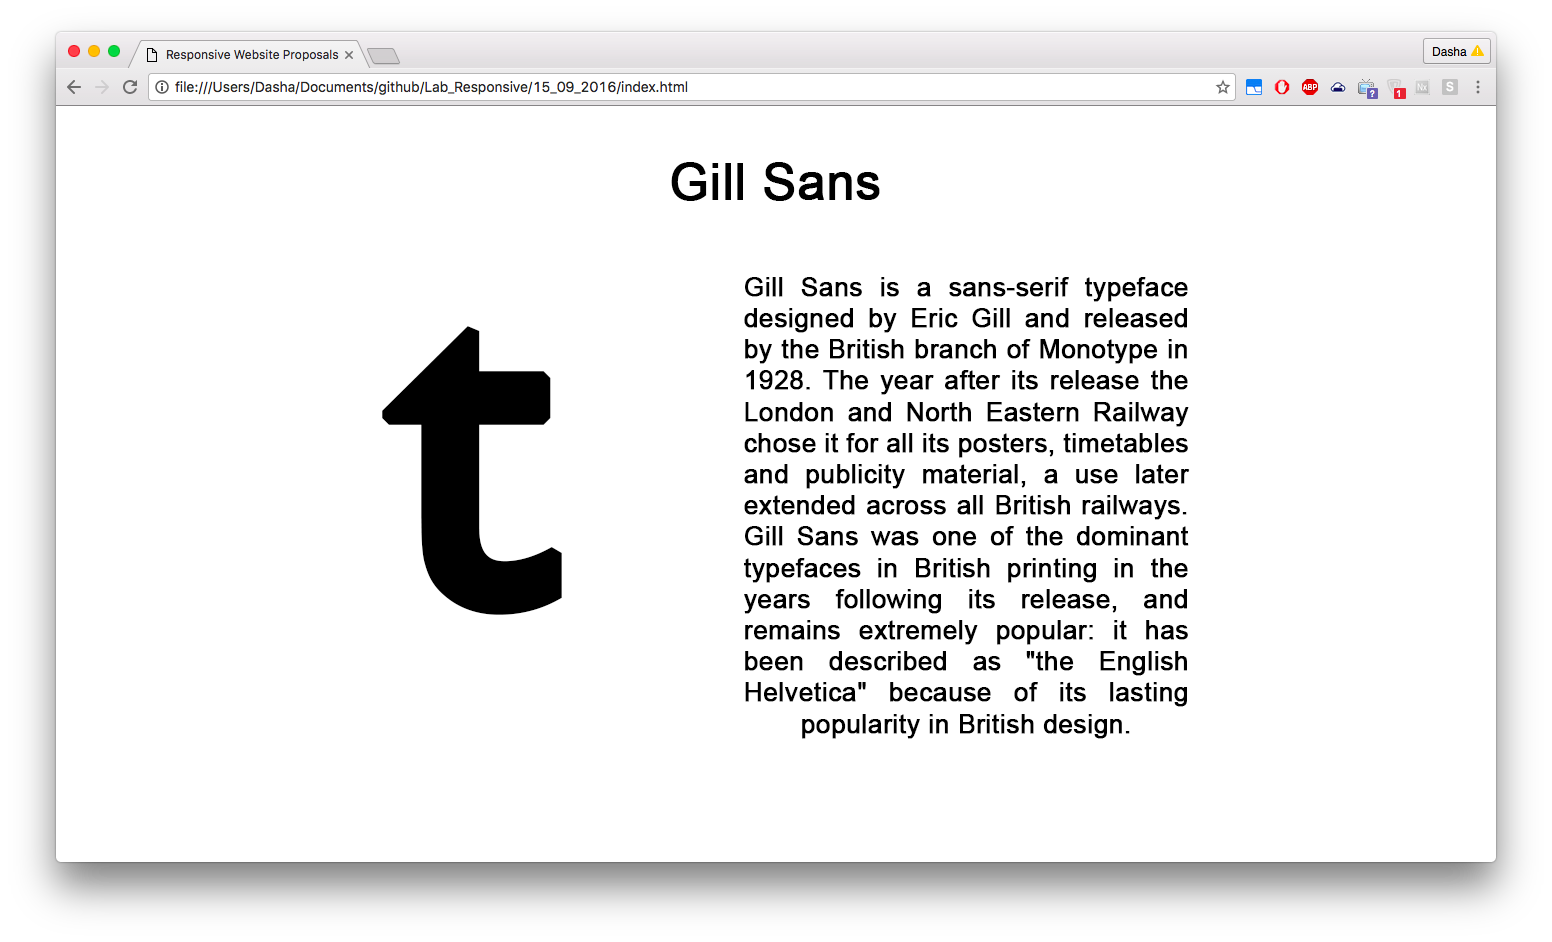 Responsive Website Proposals
Dasha
file:///Users/Dasha/Documents/github/Lab_Responsive/15_09_2016/index.html
ABP
?
1
Nx
S
Gill Sans
t
Gill Sans is a sans-serif typeface
designed by Eric Gill and released
by the British branch of Monotype in
1928. The year after its release the
London and North Eastern Railway
chose it for all its posters, timetables
and publicity material, a use later
extended across all British railways.
Gill Sans was one of the dominant
typefaces in British printing in the
years following its release, and
remains extremely popular: it has
been described as "the English
Helvetica" because of its lasting
popularity in British design.